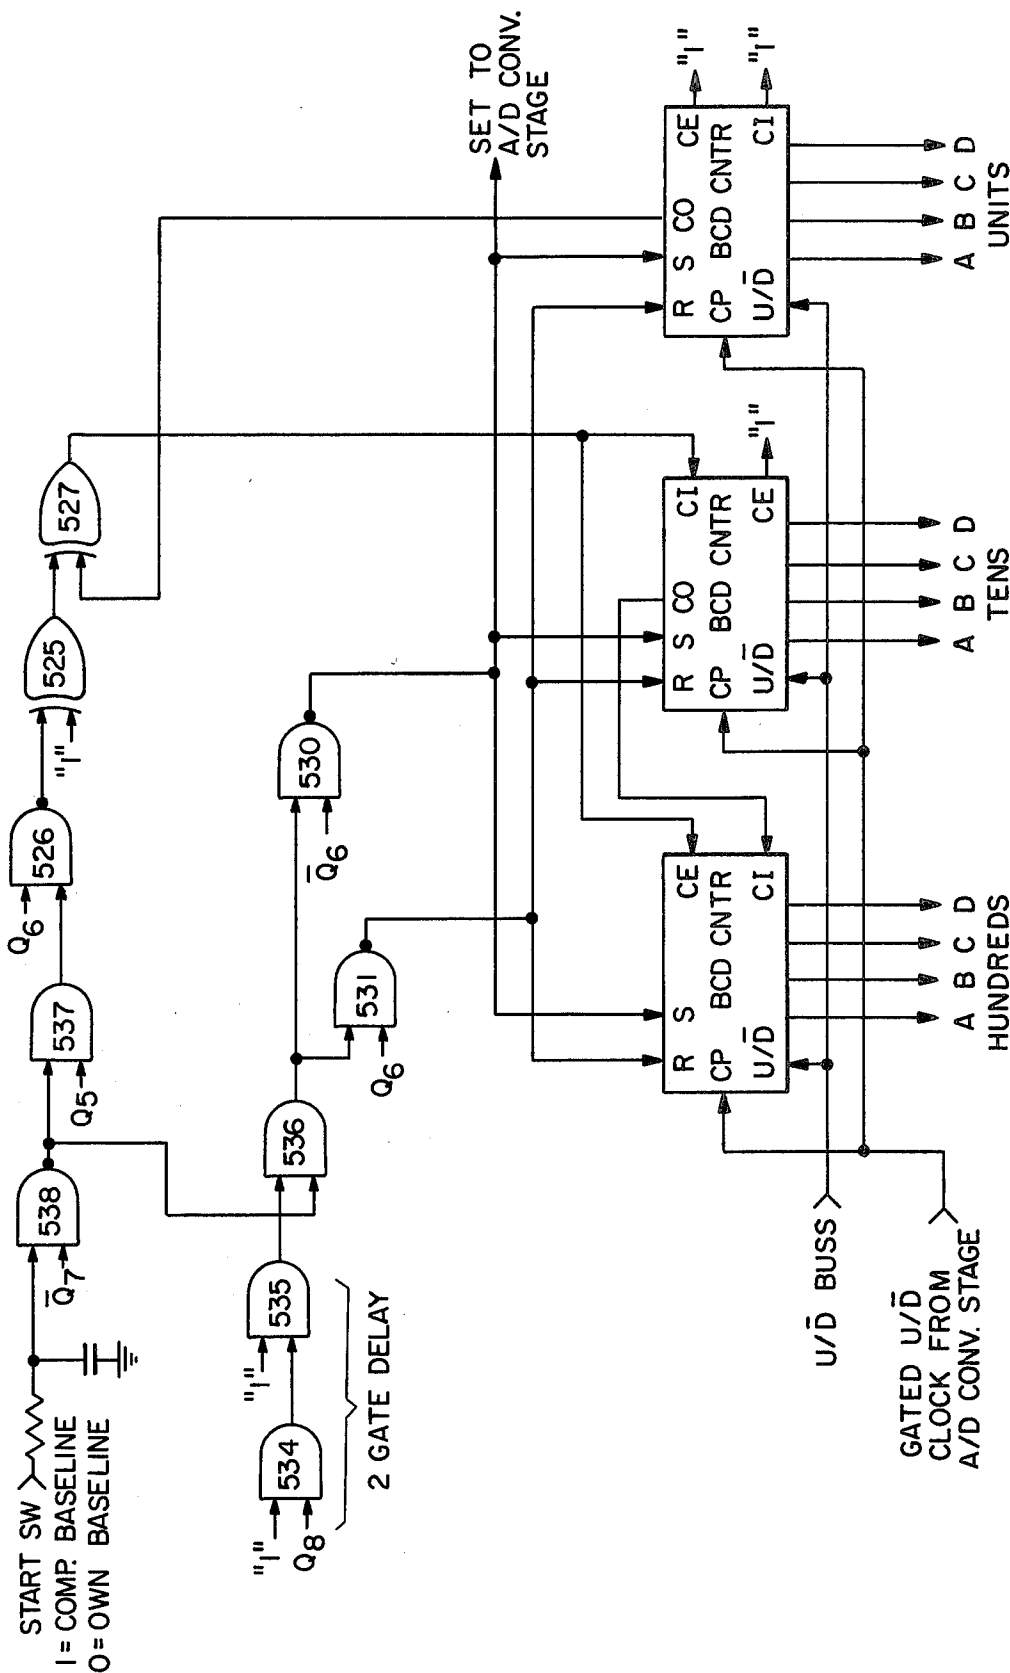 START SW
1 = COMP. BASELINE
0 = OWN BASELINE
Q̅7
538
Q5
537
Q6
526
"1"
525
527
"1"
Q8
534
"1"
535
2 GATE DELAY
536
Q6
531
Q̅6
530
SET TO
A/D CONV.
STAGE
R S CE
CP BCD CNTR
U/D̅ CI
A B C D
HUNDREDS
R S CO CI
CP BCD CNTR
U/D̅ CE
"1"
A B C D
TENS
R S CO CE
CP BCD CNTR
U/D̅ CI
"1"
"1"
A B C D
UNITS
U/D̅ BUSS
GATED U/D̅
CLOCK FROM
A/D CONV. STAGE